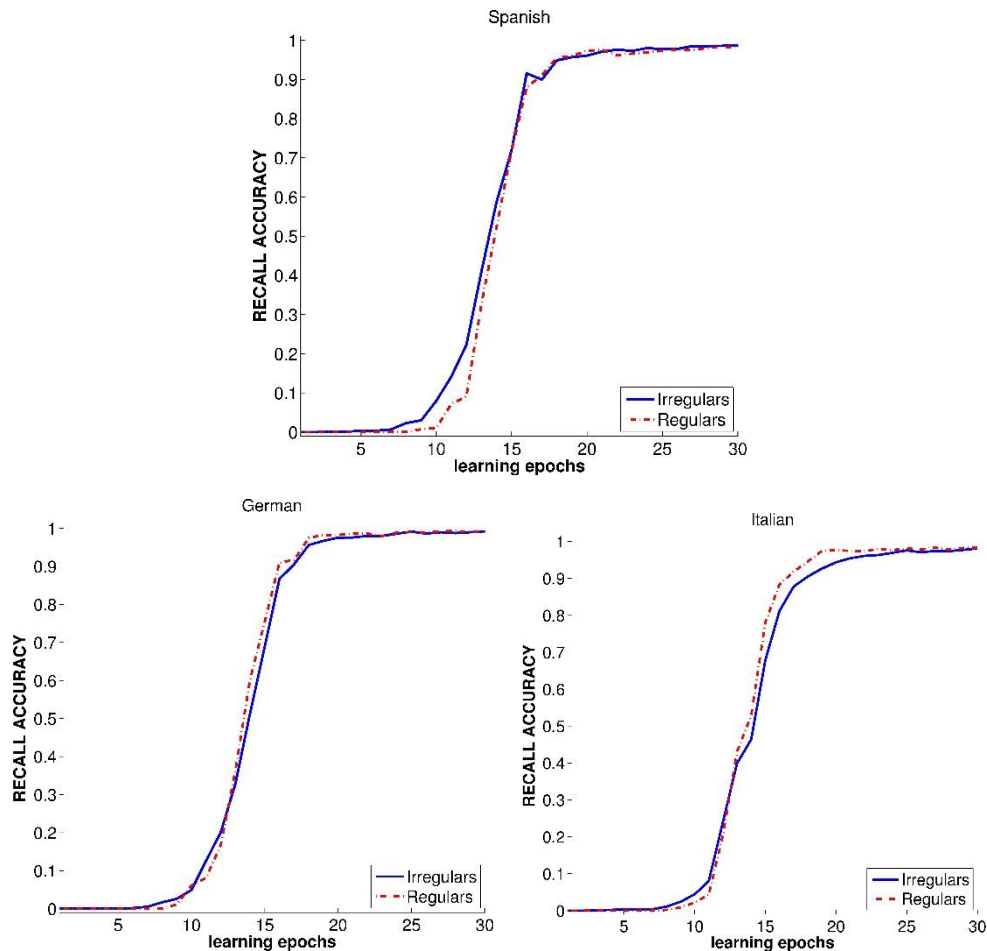 Spanish
1
0.9
0.8
0.7
0.6
0.5
0.4
0.3
0.2
0.1
0
RECALL ACCURACY
5 10 15 20 25 30
learning epochs
Irregulars
Regulars
German
1
0.9
0.8
0.7
0.6
0.5
0.4
0.3
0.2
0.1
0
RECALL ACCURACY
5 10 15 20 25 30
learning epochs
Irregulars
Regulars
Italian
1
0.9
0.8
0.7
0.6
0.5
0.4
0.3
0.2
0.1
0
RECALL ACCURACY
5 10 15 20 25 30
learning epochs
Irregulars
Regulars